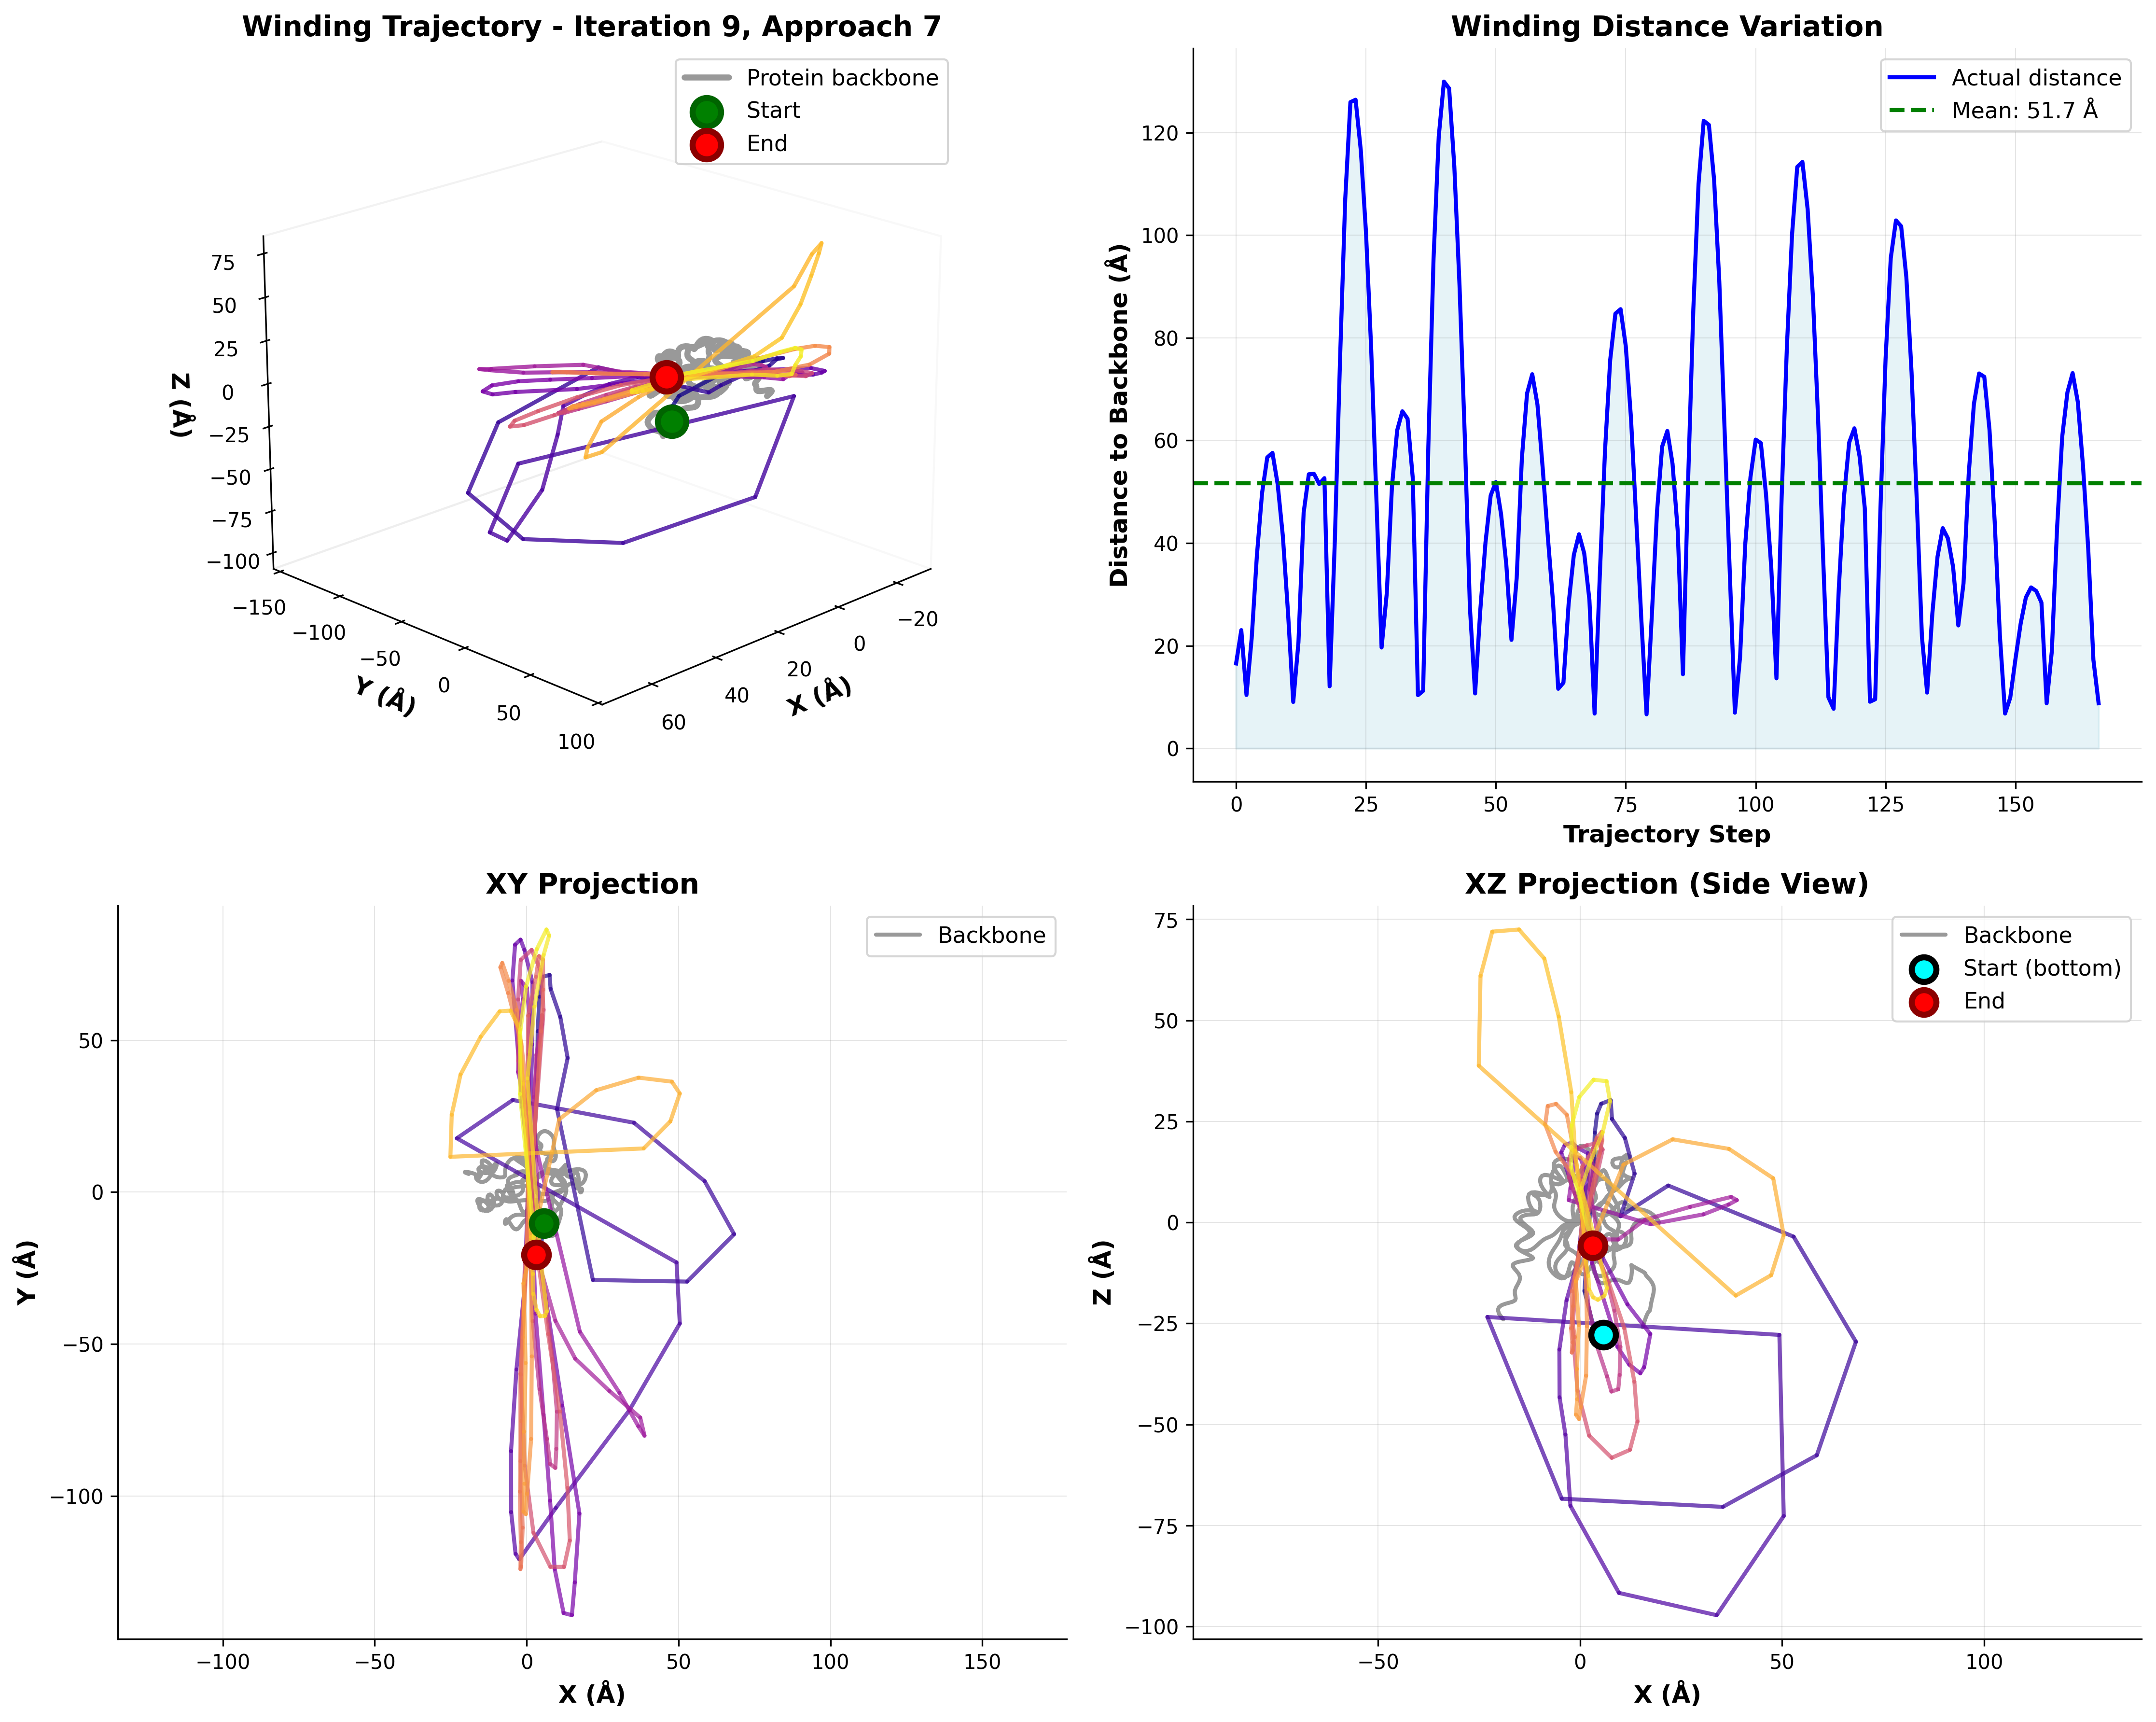 Winding Trajectory - Iteration 9, Approach 7
Protein backbone
Start
End
75
50
25
0
−25
−50
−75
−100
Z (Å)
−150
−100
−50
0
50
100
Y (Å)
60
40
20
0
−20
X (Å)
Winding Distance Variation
Actual distance
Mean: 51.7 Å
120
100
80
60
40
20
0
Distance to Backbone (Å)
0 25 50 75 100 125 150
Trajectory Step
XY Projection
Backbone
50
0
−50
−100
Y (Å)
−100 −50 0 50 100 150
X (Å)
XZ Projection (Side View)
Backbone
Start (bottom)
End
75
50
25
0
−25
−50
−75
−100
Z (Å)
−50 0 50 100
X (Å)